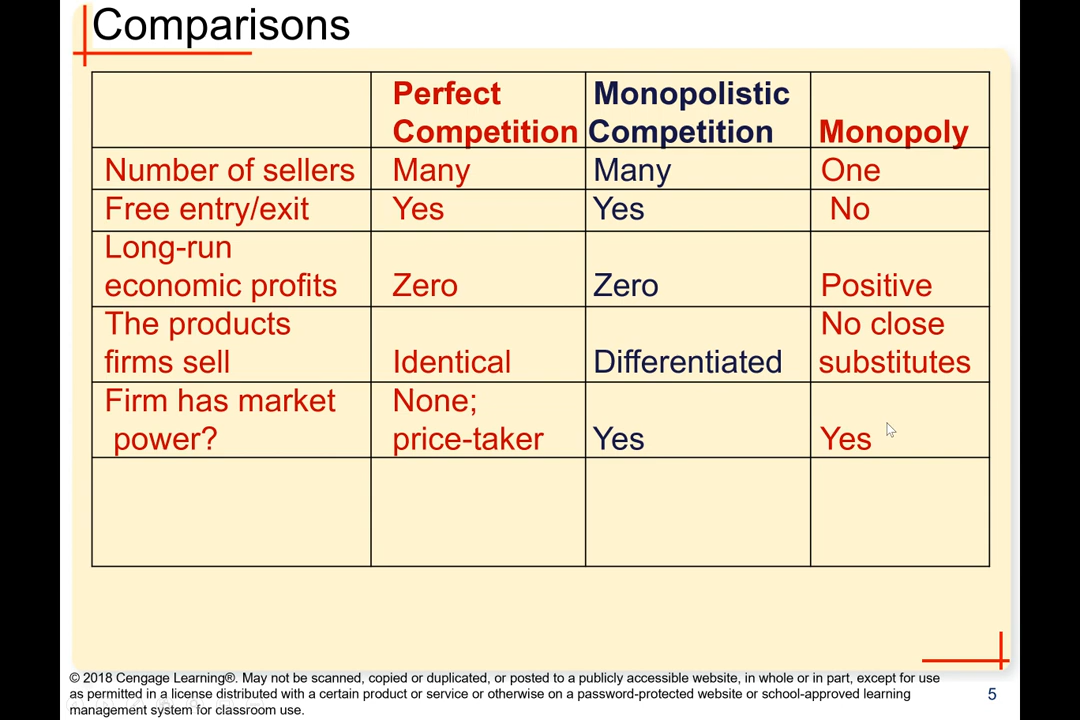 Comparisons
Perfect
Competition
Monopolistic
Competition
Monopoly
Number of sellers Many Many One
Free entry/exit Yes Yes No
Long-run
economic profits Zero Zero Positive
The products
firms sell Identical Differentiated No close
substitutes
Firm has market
power? None;
price-taker Yes Yes
© 2018 Cengage Learning®. May not be scanned, copied or duplicated, or posted to a publicly accessible website, in whole or in part, except for use
as permitted in a license distributed with a certain product or service or otherwise on a password-protected website or school-approved learning
management system for classroom use.
5